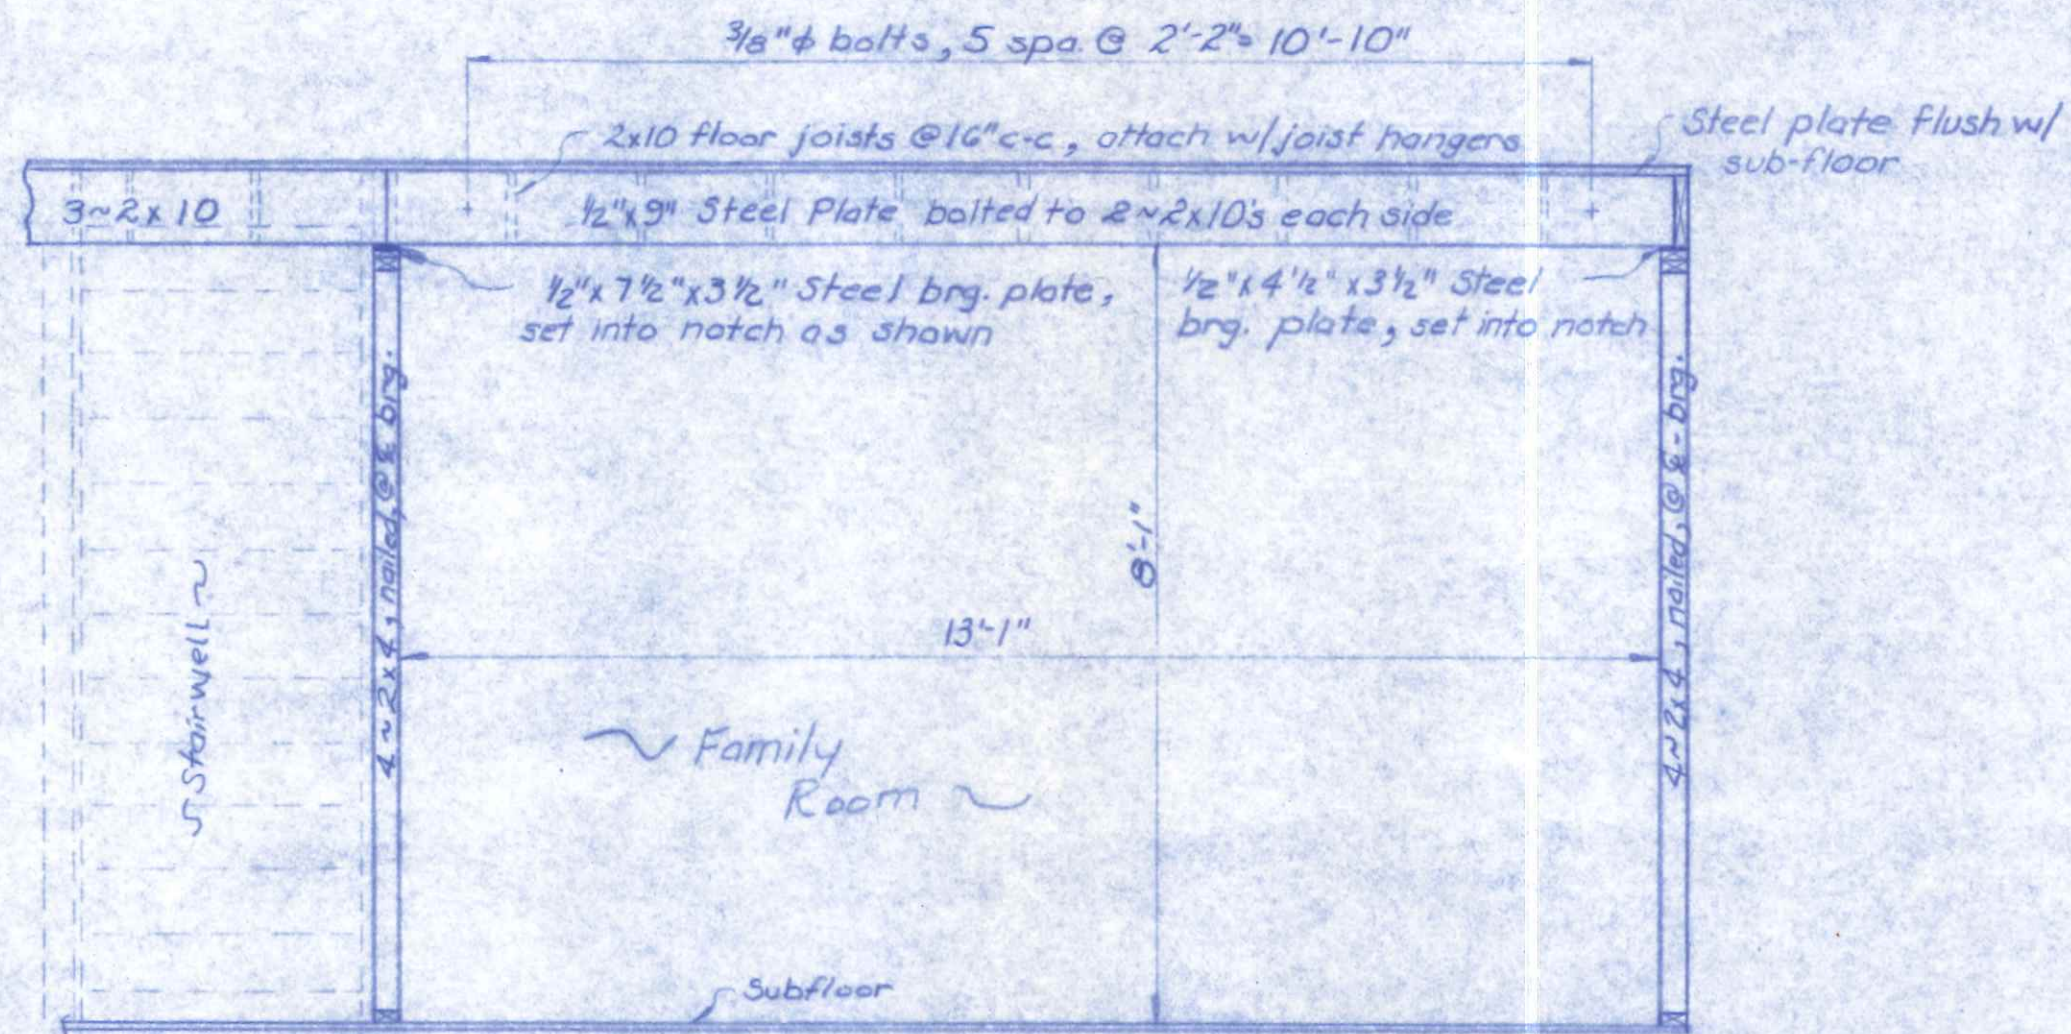 3/8"ϕ bolts, 5 spa. @ 2'-2"= 10'-10"
2x10 floor joists @ 16" c-c, attach w/ joist hangers
Steel plate flush w/
sub-floor
3~2x10
1/2"x9" Steel Plate bolted to 2~2x10's each side
1/2"x 7 1/2"x 3 1/2" Steel brg. plate,
set into notch as shown
1/2"x 4 1/2"x 3 1/2" Steel
brg. plate, set into notch
4~2x4, nailed, @ ℄ brg.
4~2x4, nailed, @ ℄ - brg.
8'-1"
13'-1"
~Stairwell~
~ Family
Room ~
Subfloor